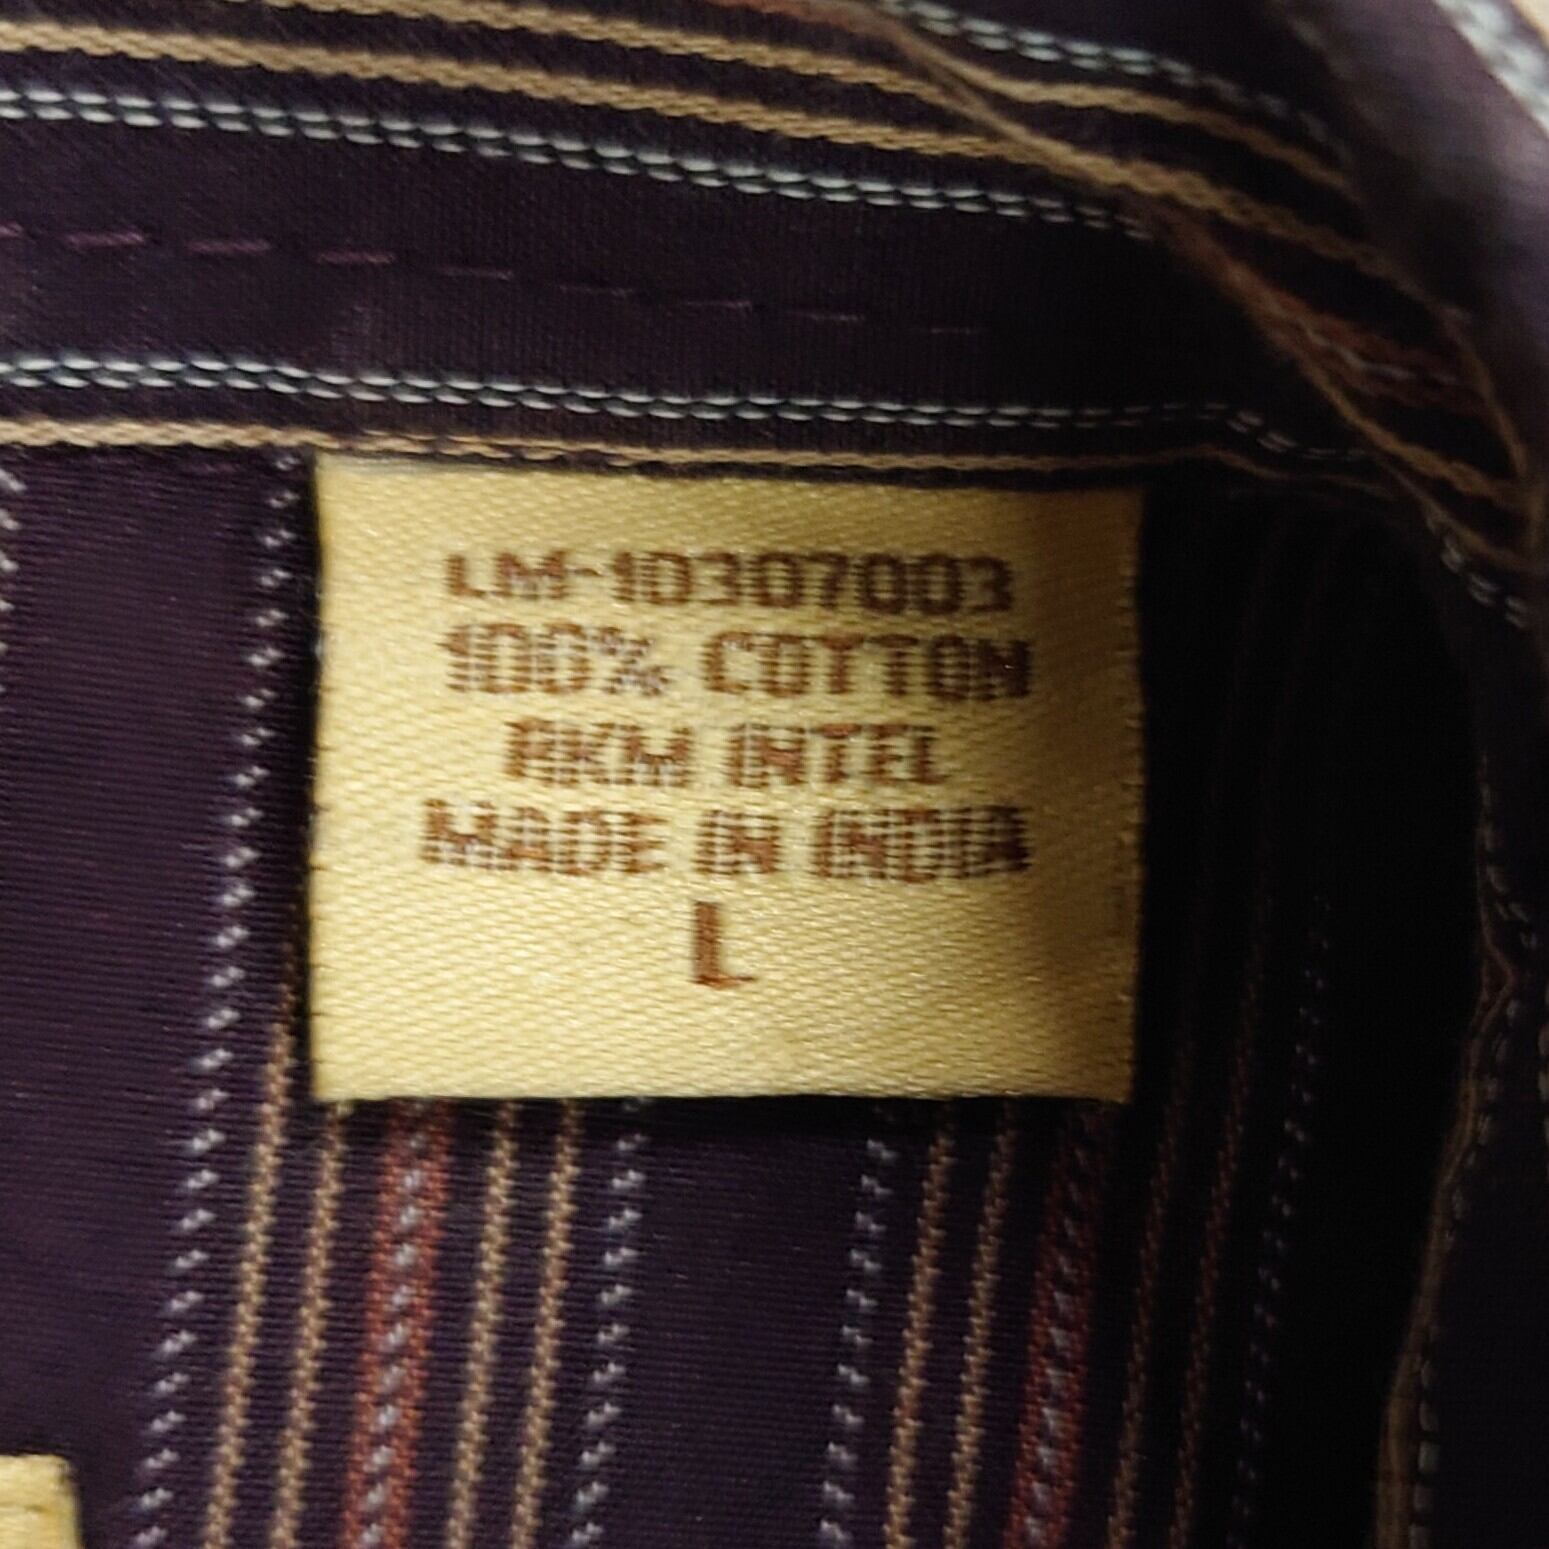 LM-10307003
100% COTTON
RKM INTEL
MADE IN INDIA
L